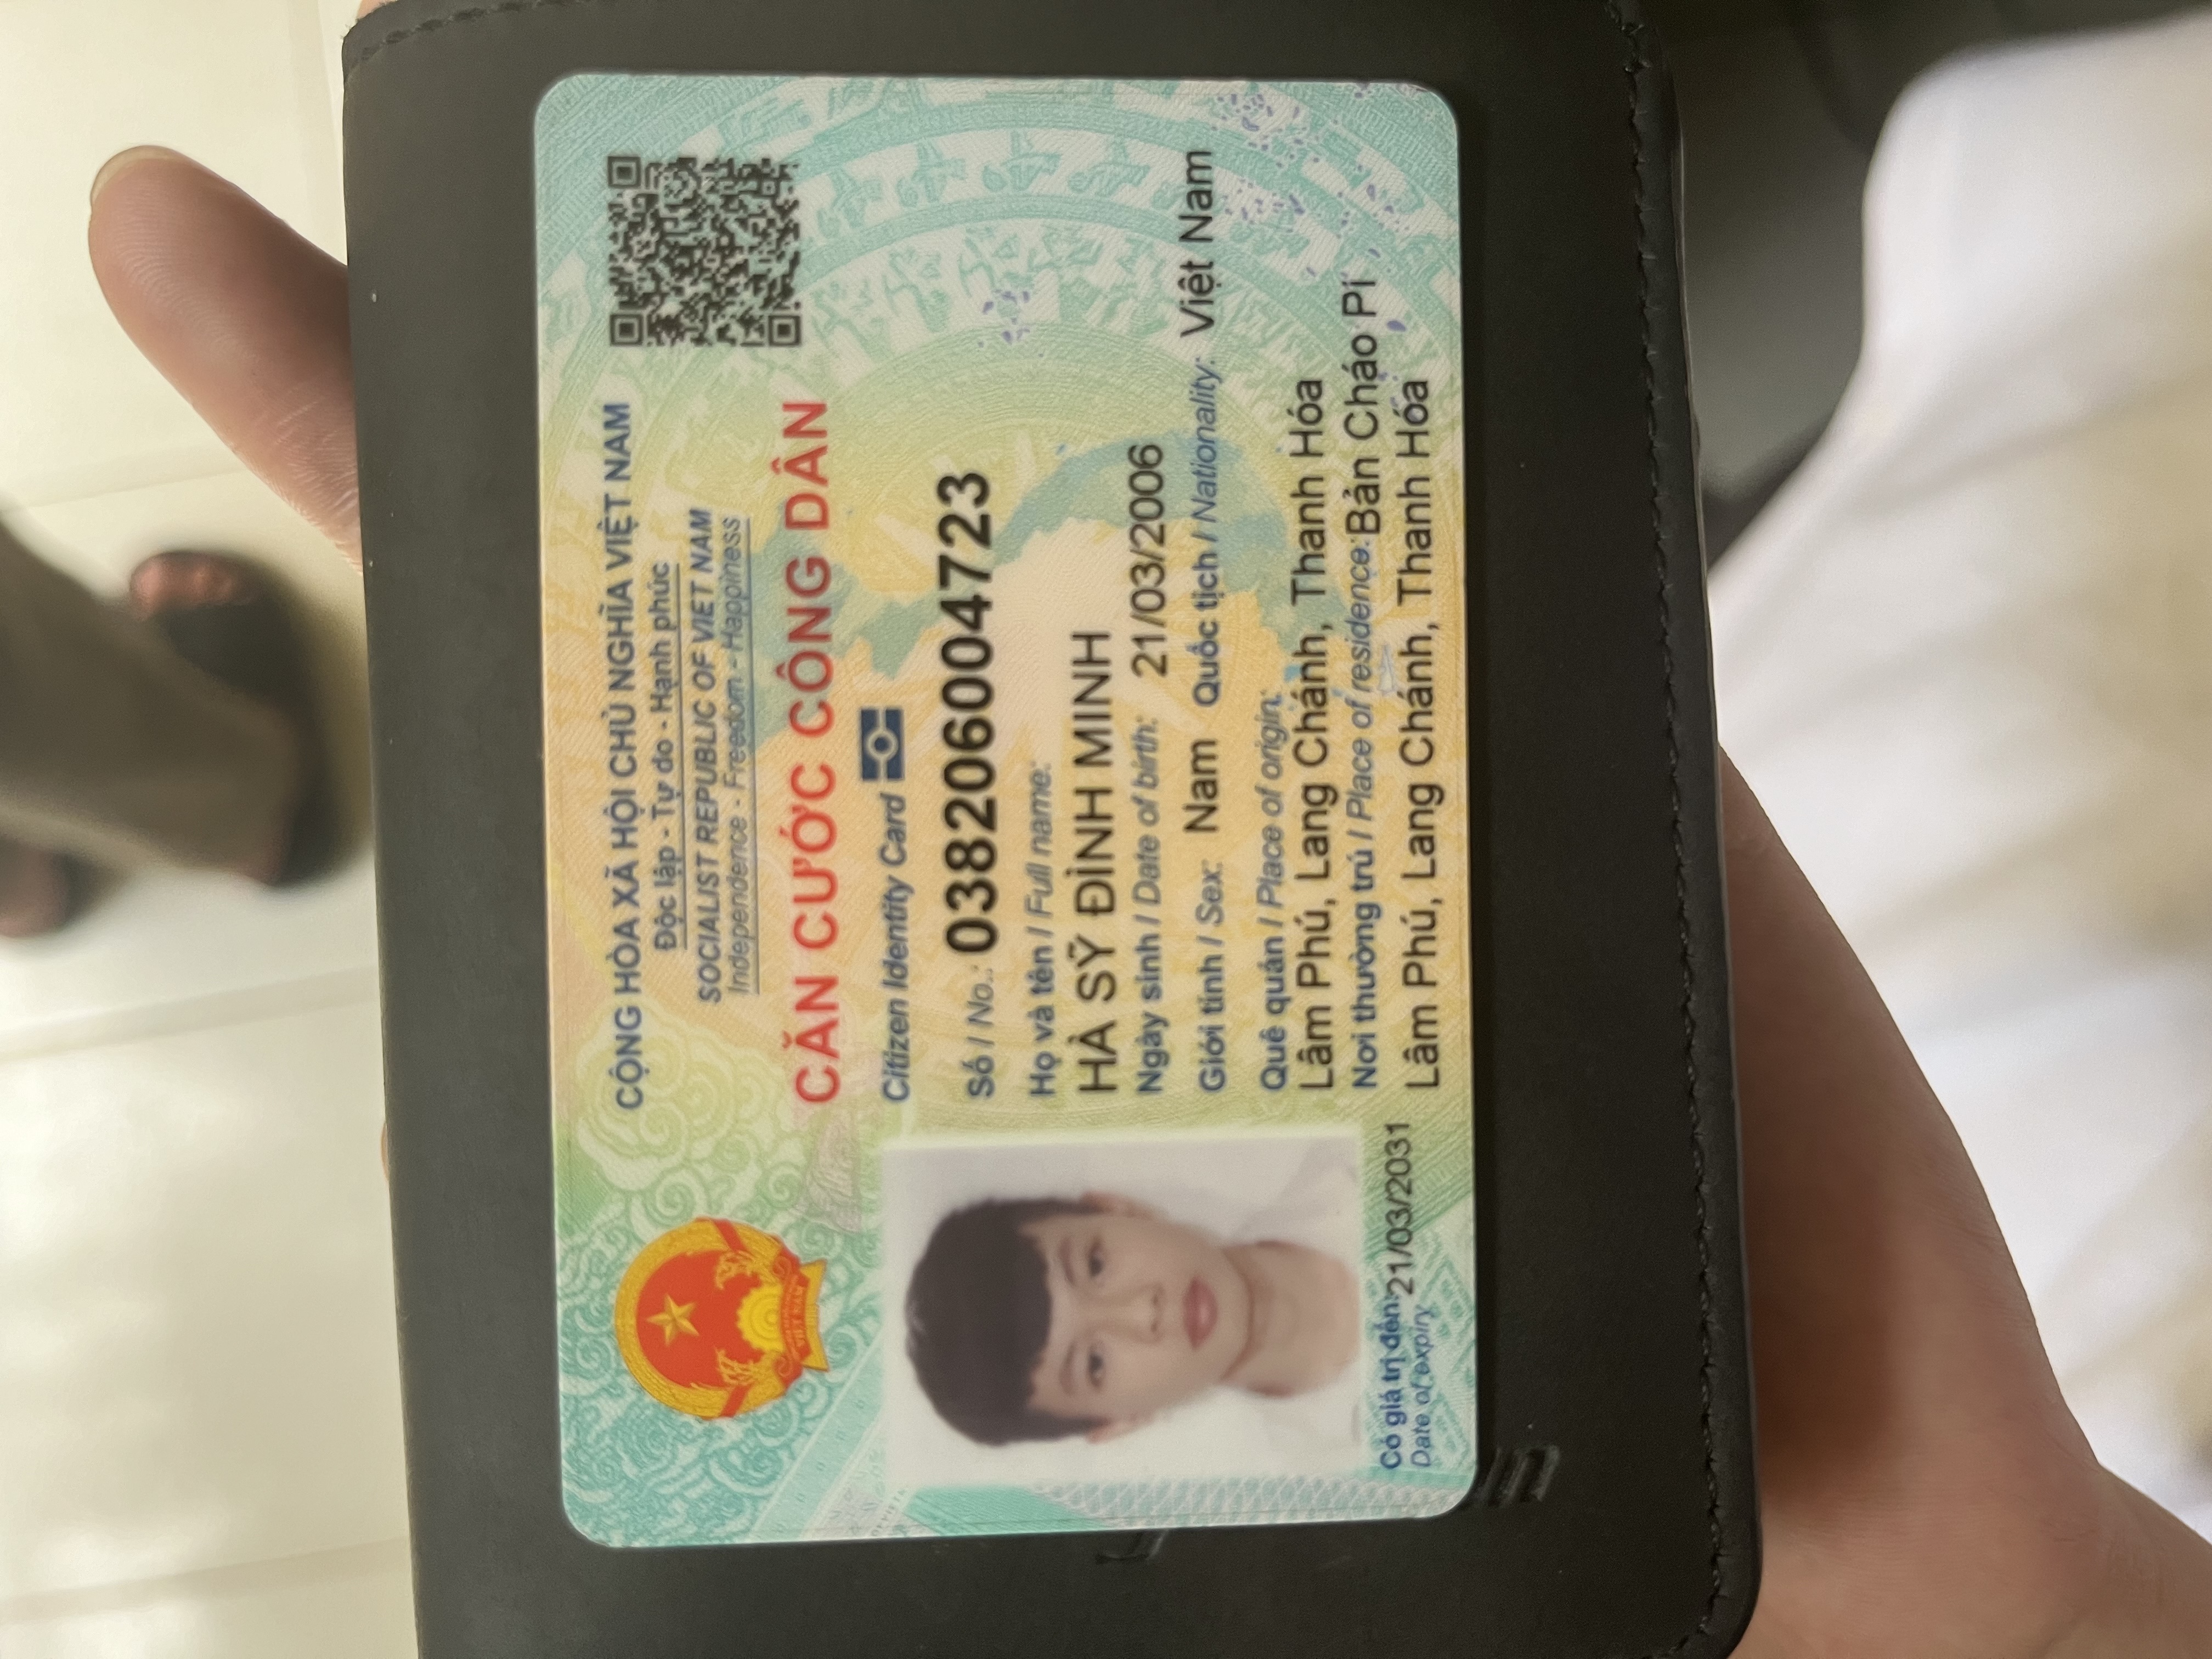 CỘNG HÒA XÃ HỘI CHỦ NGHĨA VIỆT NAM
Độc lập - Tự do - Hạnh phúc
SOCIALIST REPUBLIC OF VIET NAM
Independence - Freedom - Happiness
CĂN CƯỚC CÔNG DÂN
Citizen Identity Card
Số / No.: 038206004723
Họ và tên / Full name:
HÀ SỸ ĐÌNH MINH
Ngày sinh / Date of birth: 21/03/2006
Giới tính / Sex: Nam Quốc tịch / Nationality: Việt Nam
Quê quán / Place of origin:
Lâm Phú, Lang Chánh, Thanh Hóa
Nơi thường trú / Place of residence: Bản Cháo Pí
Lâm Phú, Lang Chánh, Thanh Hóa
Có giá trị đến: 21/03/2031
Date of expiry
VIỆT NAM